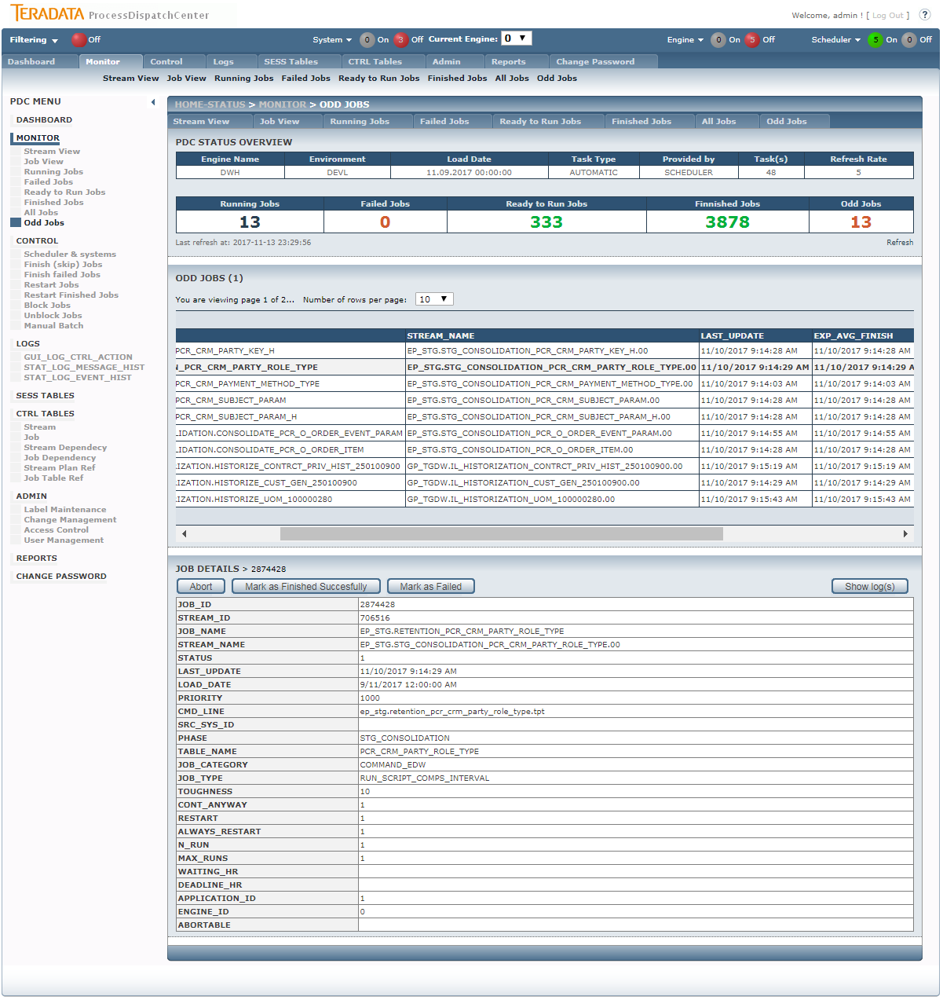 TERADATA ProcessDispatchCenter
Welcome, admin ! [ Log Out ] ?
Filtering Off System 0 On 3 Off Current Engine: 0 Engine 0 On 5 Off Scheduler 5 On 0 Off
Dashboard Monitor Control Logs SESS Tables CTRL Tables Admin Reports Change Password
Stream View Job View Running Jobs Failed Jobs Ready to Run Jobs Finished Jobs All Jobs Odd Jobs
PDC MENU
DASHBOARD
MONITOR
Stream View
Job View
Running Jobs
Failed Jobs
Ready to Run Jobs
Finished Jobs
All Jobs
Odd Jobs
CONTROL
Scheduler & systems
Finish (skip) Jobs
Finish failed Jobs
Restart Jobs
Restart Finished Jobs
Block Jobs
Unblock Jobs
Manual Batch
LOGS
GUI_LOG_CTRL_ACTION
STAT_LOG_MESSAGE_HIST
STAT_LOG_EVENT_HIST
SESS TABLES
CTRL TABLES
Stream
Job
Stream Dependecy
Job Dependency
Stream Plan Ref
Job Table Ref
ADMIN
Label Maintenance
Change Management
Access Control
User Management
REPORTS
CHANGE PASSWORD
HOME-STATUS > MONITOR > ODD JOBS
Stream View Job View Running Jobs Failed Jobs Ready to Run Jobs Finished Jobs All Jobs Odd Jobs
PDC STATUS OVERVIEW
Engine Name Environment Load Date Task Type Provided by Task(s) Refresh Rate
DWH DEVL 11.09.2017 00:00:00 AUTOMATIC SCHEDULER 48 5
Running Jobs Failed Jobs Ready to Run Jobs Finnished Jobs Odd Jobs
13 0 333 3878 13
Last refresh at: 2017-11-13 23:29:56 Refresh
ODD JOBS (1)
You are viewing page 1 of 2... Number of rows per page: 10
STREAM_NAME LAST_UPDATE EXP_AVG_FINISH
PCR_CRM_PARTY_KEY_H EP_STG.STG_CONSOLIDATION_PCR_CRM_PARTY_KEY_H.00 11/10/2017 9:14:28 AM 11/10/2017 9:14:28 AM
N_PCR_CRM_PARTY_ROLE_TYPE EP_STG.STG_CONSOLIDATION_PCR_CRM_PARTY_ROLE_TYPE.00 11/10/2017 9:14:29 AM 11/10/2017 9:14:29 A
PCR_CRM_PAYMENT_METHOD_TYPE EP_STG.STG_CONSOLIDATION_PCR_CRM_PAYMENT_METHOD_TYPE.00 11/10/2017 9:14:03 AM 11/10/2017 9:14:03 AM
PCR_CRM_SUBJECT_PARAM EP_STG.STG_CONSOLIDATION_PCR_CRM_SUBJECT_PARAM.00 11/10/2017 9:14:28 AM 11/10/2017 9:14:28 AM
PCR_CRM_SUBJECT_PARAM_H EP_STG.STG_CONSOLIDATION_PCR_CRM_SUBJECT_PARAM_H.00 11/10/2017 9:14:28 AM 11/10/2017 9:14:28 AM
LIDATION.CONSOLIDATE_PCR_O_ORDER_EVENT_PARAM EP_STG.STG_CONSOLIDATION_PCR_O_ORDER_EVENT_PARAM.00 11/10/2017 9:14:55 AM 11/10/2017 9:14:55 AM
LIDATION.CONSOLIDATE_PCR_O_ORDER_ITEM EP_STG.STG_CONSOLIDATION_PCR_O_ORDER_ITEM.00 11/10/2017 9:14:28 AM 11/10/2017 9:14:28 AM
IZATION.HISTORIZE_CONTRCT_PRIV_HIST_250100900 GP_TGDW.IL_HISTORIZATION_CONTRCT_PRIV_HIST_250100900.00 11/10/2017 9:15:19 AM 11/10/2017 9:15:19 AM
IZATION.HISTORIZE_CUST_GEN_250100900 GP_TGDW.IL_HISTORIZATION_CUST_GEN_250100900.00 11/10/2017 9:14:29 AM 11/10/2017 9:14:29 AM
IZATION.HISTORIZE_UOM_100000280 GP_TGDW.IL_HISTORIZATION_UOM_100000280.00 11/10/2017 9:15:43 AM 11/10/2017 9:15:43 AM
JOB DETAILS > 2874428
Abort Mark as Finished Succesfully Mark as Failed Show log(s)
JOB_ID 2874428
STREAM_ID 706516
JOB_NAME EP_STG.RETENTION_PCR_CRM_PARTY_ROLE_TYPE
STREAM_NAME EP_STG.STG_CONSOLIDATION_PCR_CRM_PARTY_ROLE_TYPE.00
STATUS 1
LAST_UPDATE 11/10/2017 9:14:29 AM
LOAD_DATE 9/11/2017 12:00:00 AM
PRIORITY 1000
CMD_LINE ep_stg.retention_pcr_crm_party_role_type.tpt
SRC_SYS_ID
PHASE STG_CONSOLIDATION
TABLE_NAME PCR_CRM_PARTY_ROLE_TYPE
JOB_CATEGORY COMMAND_EDW
JOB_TYPE RUN_SCRIPT_COMPS_INTERVAL
TOUGHNESS 10
CONT_ANYWAY 1
RESTART 1
ALWAYS_RESTART 1
N_RUN 1
MAX_RUNS 1
WAITING_HR
DEADLINE_HR
APPLICATION_ID 1
ENGINE_ID 0
ABORTABLE